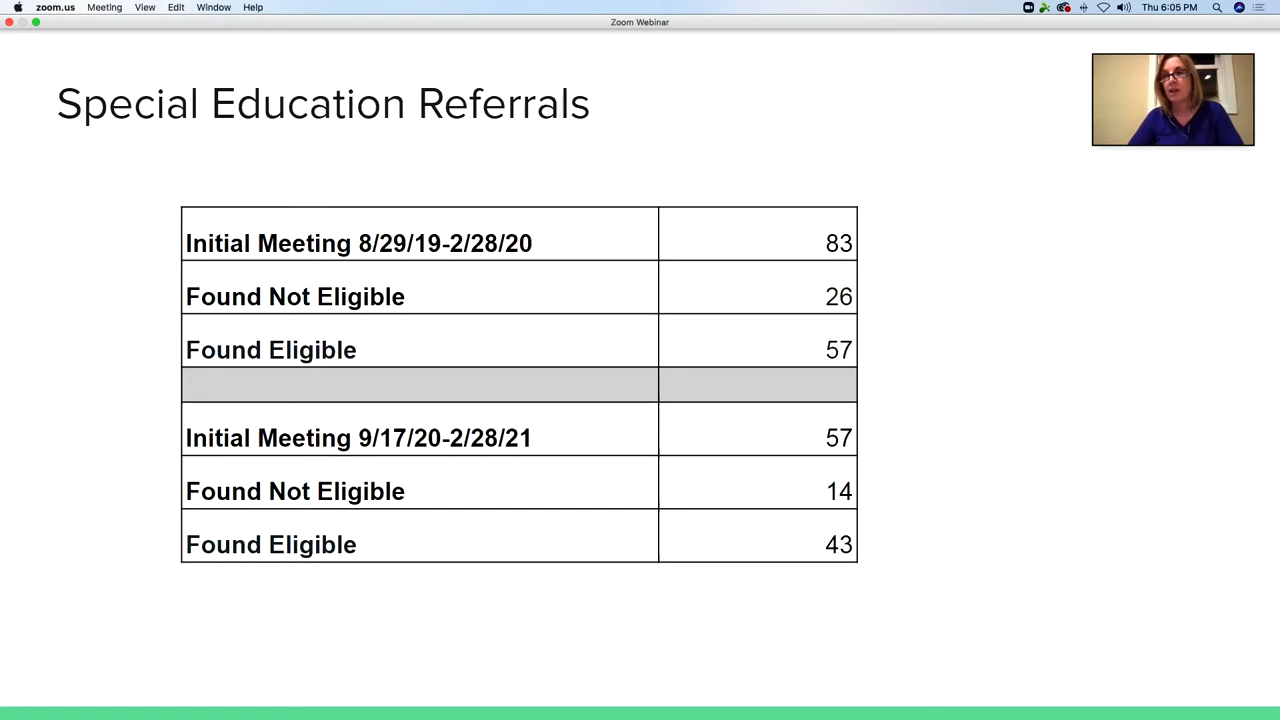 zoom.us Meeting View Edit Window Help Thu 6:05 PM
Zoom Webinar
Special Education Referrals
Initial Meeting 8/29/19-2/28/20 83
Found Not Eligible 26
Found Eligible 57
Initial Meeting 9/17/20-2/28/21 57
Found Not Eligible 14
Found Eligible 43